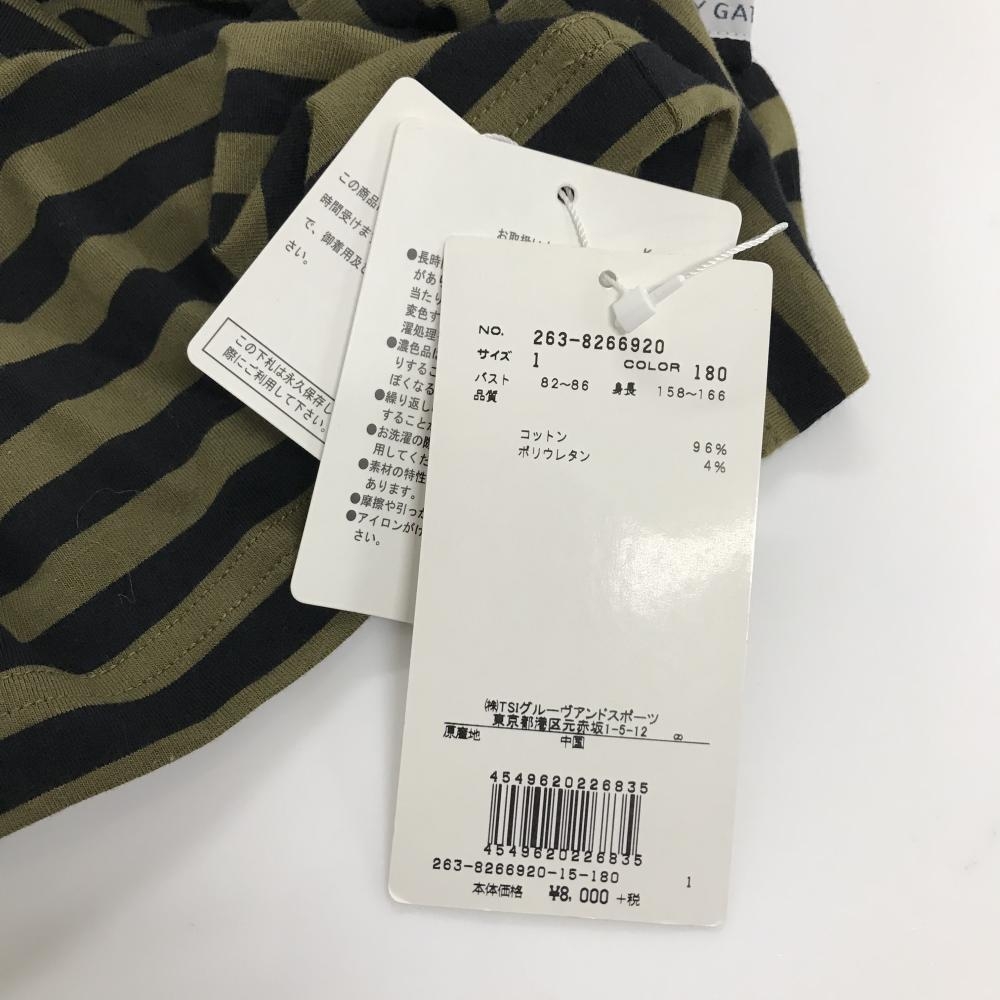 Y GA
この商品
時間受けま
で、御着用及び
さい。
この下札は永久保存し
際にご利用して下さい。
お取扱い
●長時
があ
当たり
変色す
濯処理
●濃色品は
りするこ
ぽくなる
●繰り返し
することが
●お洗濯の際
用してくだ
●素材の特性
あります。
●摩擦や引っか
●アイロンがけ
さい。
NO. 263-8266920
サイズ 1 COLOR 180
バスト 82〜86 身長 158〜166
品質
コットン 96%
ポリウレタン 4%
㈱TSIグルーヴアンドスポーツ
東京都港区元赤坂1-5-12 8
原産地 中国
4549620226835
4549620226835
263-8266920-15-180 1
本体価格 ¥8,000 +税